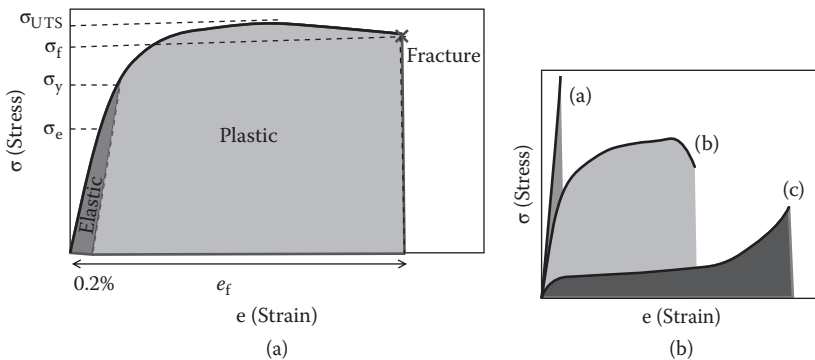 σUTS
σf
σy
σe
σ (Stress)
Elastic
Plastic
Fracture
0.2%
ef
e (Strain)
(a)
(a)
(b)
(c)
σ (Stress)
e (Strain)
(b)